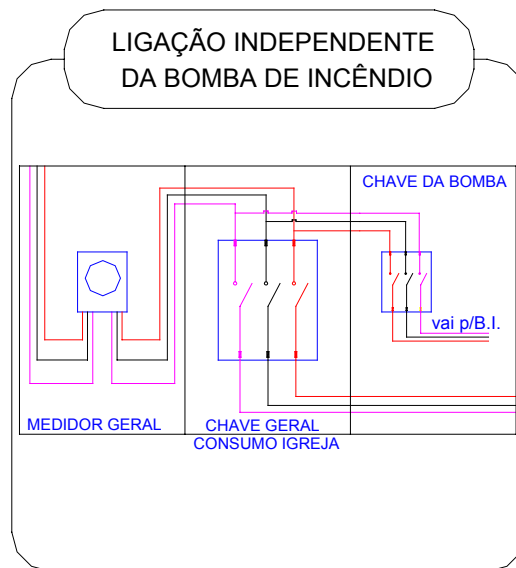 LIGAÇÃO INDEPENDENTE
DA BOMBA DE INCÊNDIO
CHAVE DA BOMBA
vai p/B.I.
MEDIDOR GERAL
CHAVE GERAL
CONSUMO IGREJA